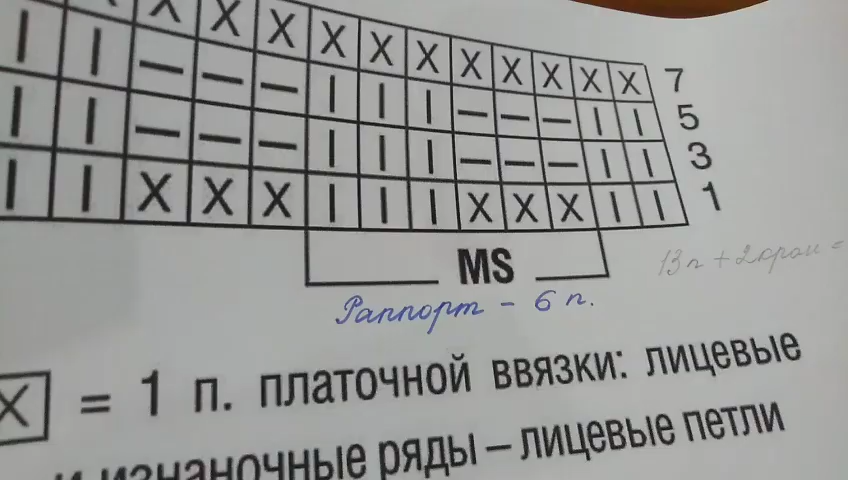 X X X X X X X X X X 7
I I — — — I I I — — — I I 5
I I — — — I I I — — — I I 3
I I X X X I I I X X X I I 1
MS
13п + 2кром =
Раппорт - 6 п.
X = 1 п. платочной ввязки: лицевые
и изнаночные ряды – лицевые петли